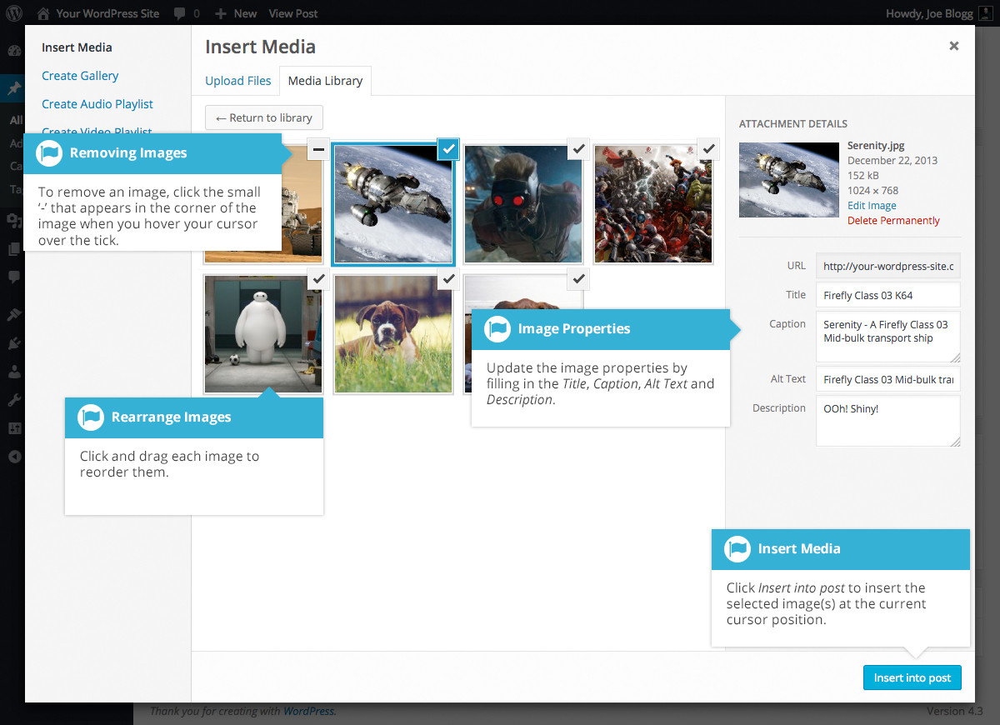 Your WordPress Site
0
New
View Post
Howdy, Joe Blogg
Insert Media
Create Gallery
Create Audio Playlist
Create Video Playlist
All
Ad
Ca
Ta
Insert Media
×
Upload Files
Media Library
← Return to library
Removing Images
To remove an image, click the small
‘-’ that appears in the corner of the
image when you hover your cursor
over the tick.
Rearrange Images
Click and drag each image to
reorder them.
Image Properties
Update the image properties by
filling in the Title, Caption, Alt Text and
Description.
ATTACHMENT DETAILS
Serenity.jpg
December 22, 2013
152 kB
1024 × 768
Edit Image
Delete Permanently
URL
http://your-wordpress-site.c
Title
Firefly Class 03 K64
Caption
Serenity - A Firefly Class 03
Mid-bulk transport ship
Alt Text
Firefly Class 03 Mid-bulk tran
Description
OOh! Shiny!
Insert Media
Click Insert into post to insert the
selected image(s) at the current
cursor position.
Insert into post
Thank you for creating with WordPress.
Version 4.3